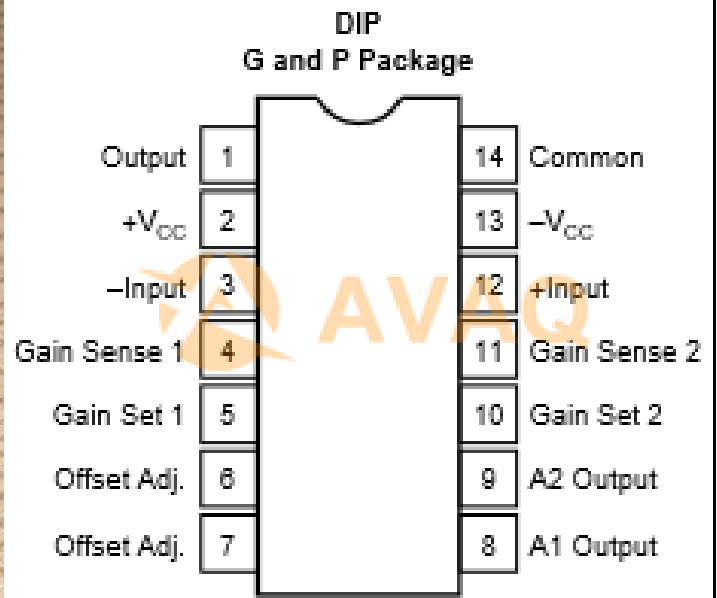 DIP
G and P Package
Output 1 14 Common
+VCC 2 13 –VCC
–Input 3 12 +Input
AVAQ
Gain Sense 1 4 11 Gain Sense 2
Gain Set 1 5 10 Gain Set 2
Offset Adj. 6 9 A2 Output
Offset Adj. 7 8 A1 Output